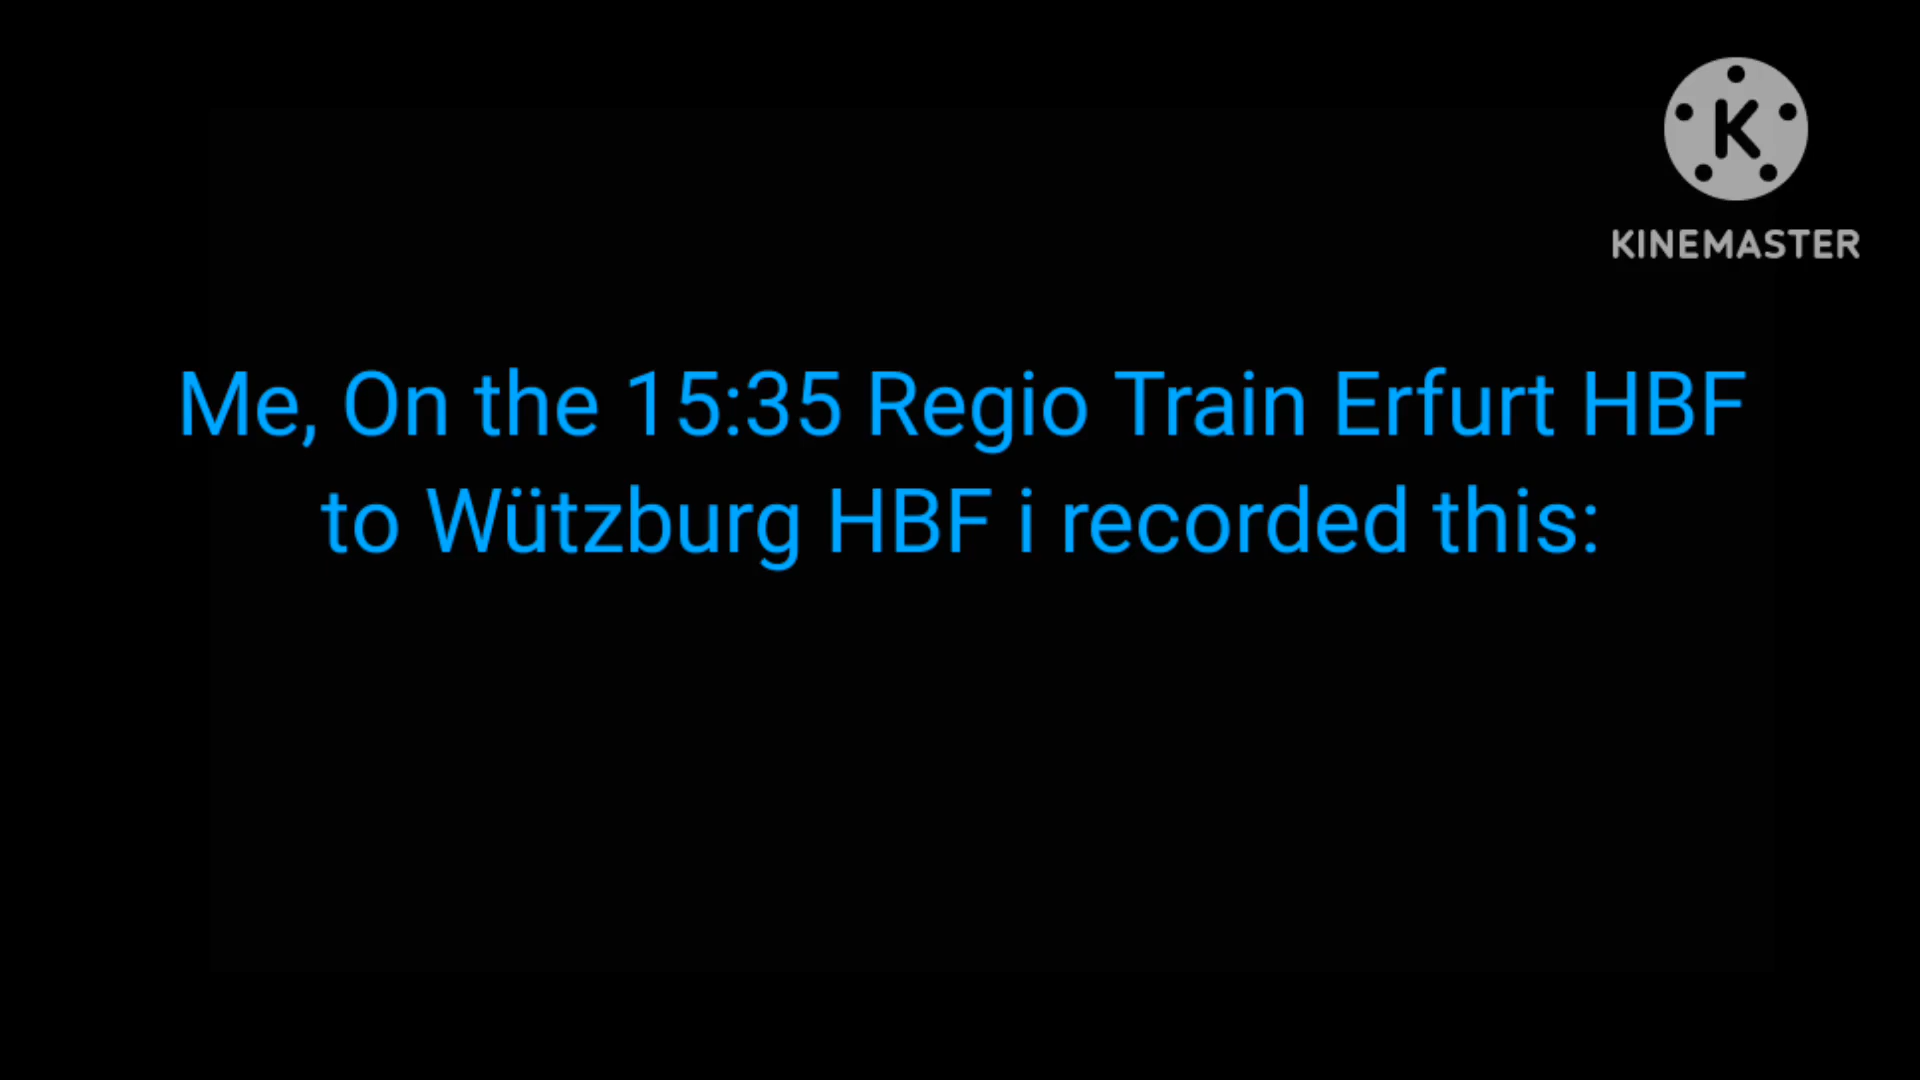 K
KINEMASTER
Me, On the 15:35 Regio Train Erfurt HBF
to Wützburg HBF i recorded this: